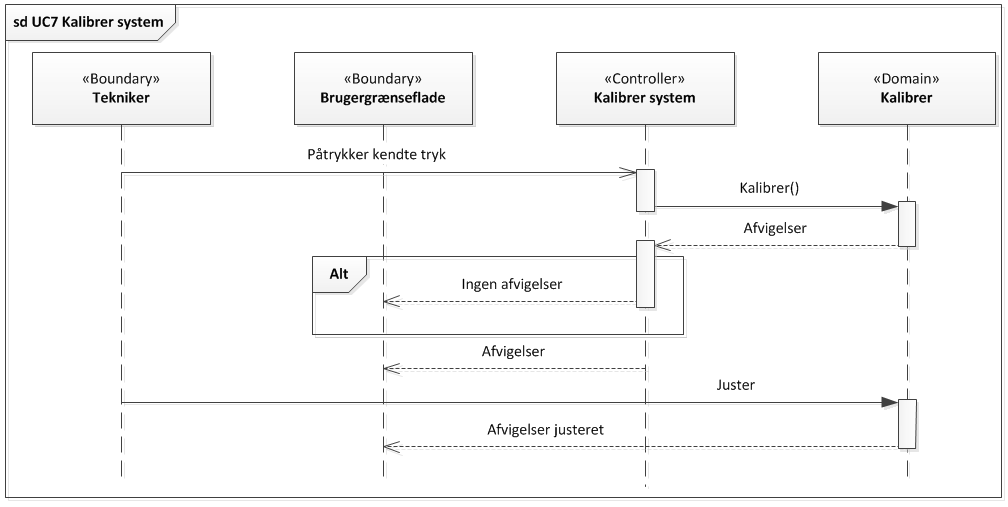 sd UC7 Kalibrer system
«Boundary»
Tekniker
«Boundary»
Brugergrænseflade
«Controller»
Kalibrer system
«Domain»
Kalibrer
Påtrykker kendte tryk
Kalibrer()
Afvigelser
Alt
Ingen afvigelser
Afvigelser
Juster
Afvigelser justeret